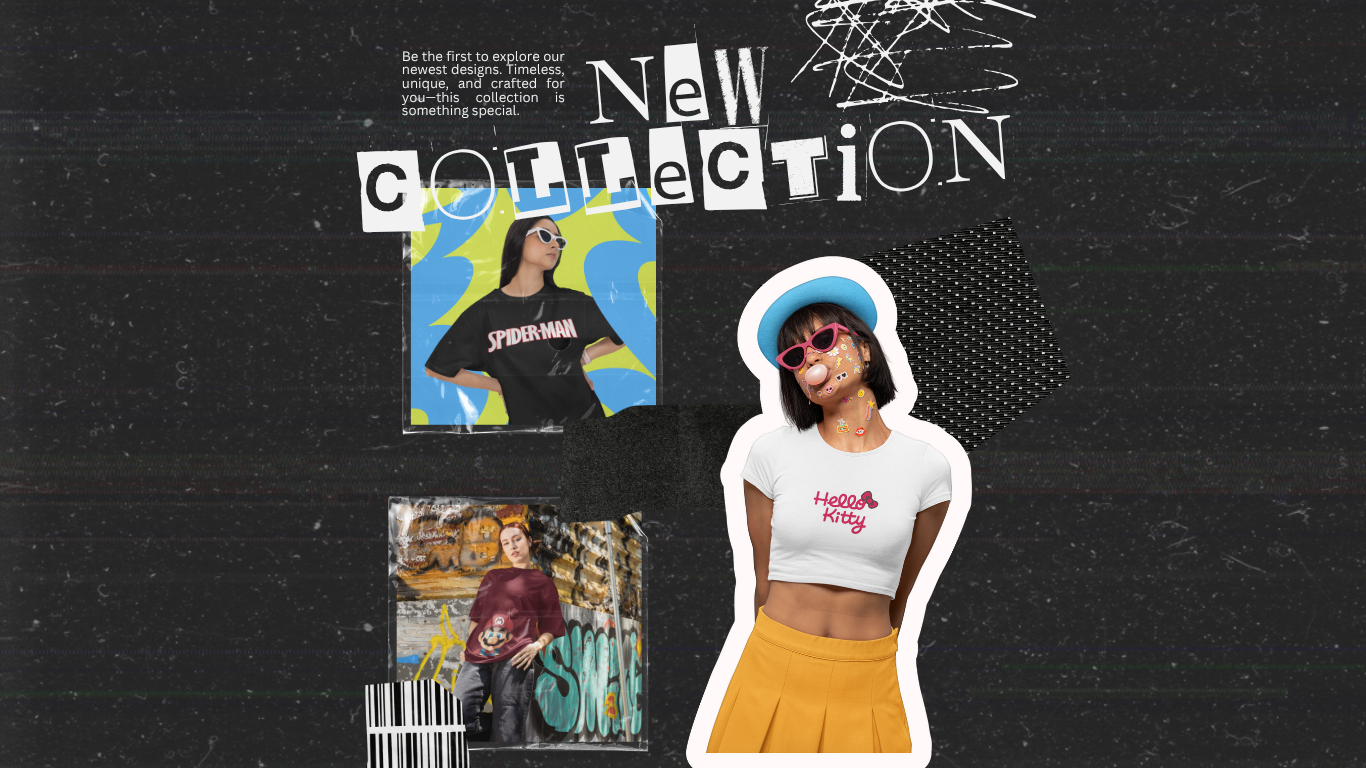 Be the first to explore our
newest designs. Timeless,
unique, and crafted for
you—this collection is
something special.
NeW
COLLeCTiON
SPIDER-MAN
Hello
Kitty